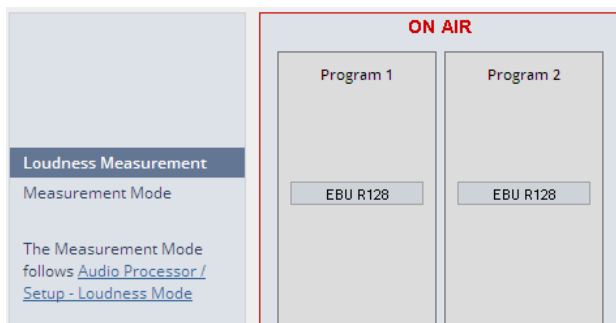 ON AIR
Program 1
Program 2
Loudness Measurement
Measurement Mode
EBU R128
EBU R128
The Measurement Mode
follows Audio Processor /
Setup - Loudness Mode